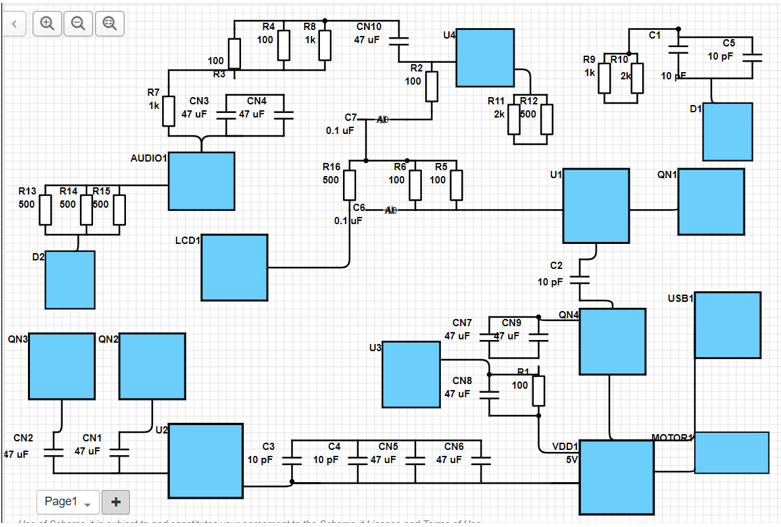 R4
100
R8
1k
CN10
47 uF
U4
C1
C5
10 pF
10 pF
100
R3
R2
100
R9
1k
R10
2k
R7
1k
CN3
47 uF
CN4
47 uF
R11
2k
R12
500
C7
0.1 uF
D1
AUDIO1
R16
500
R6
100
R5
100
U1
QN1
R13
500
R14
500
R15
500
C6
0.1 uF
LCD1
D2
C2
10 pF
USB1
QN3
QN2
U3
CN7
47 uF
CN9
47 uF
QN4
CN8
47 uF
R1
100
CN2
47 uF
CN1
47 uF
U2
C3
10 pF
C4
10 pF
CN5
47 uF
CN6
47 uF
VDD1
5V
MOTOR1
Page1
Use of Scheme-it is subject to and constitutes your agreement to the Scheme-it License and Terms of Use